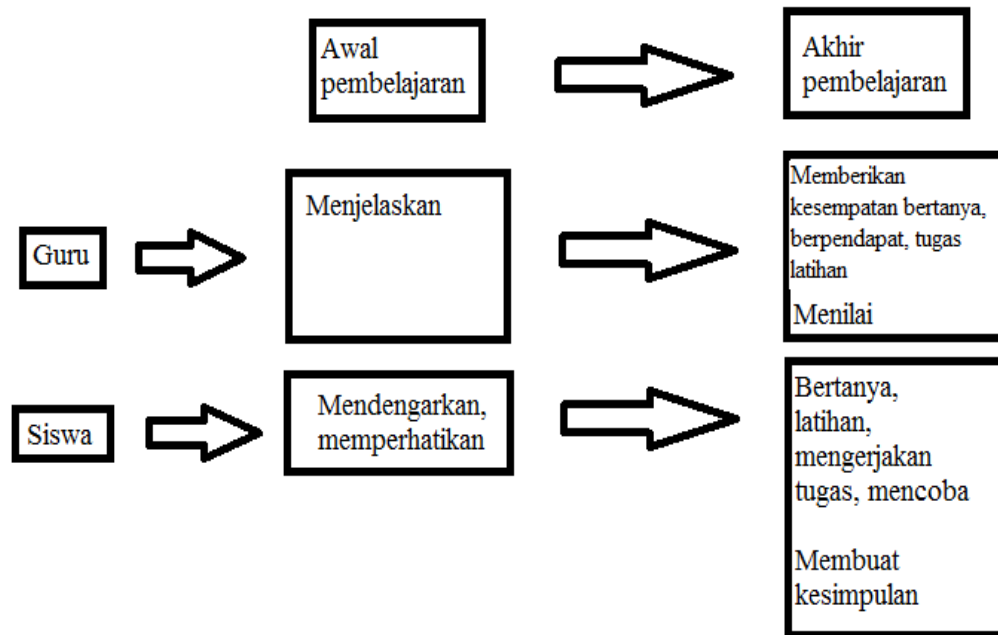 Awal
pembelajaran
Akhir
pembelajaran
Guru
Menjelaskan
Memberikan
kesempatan bertanya,
berpendapat, tugas
latihan
Menilai
Siswa
Mendengarkan,
memperhatikan
Bertanya,
latihan,
mengerjakan
tugas, mencoba
Membuat
kesimpulan